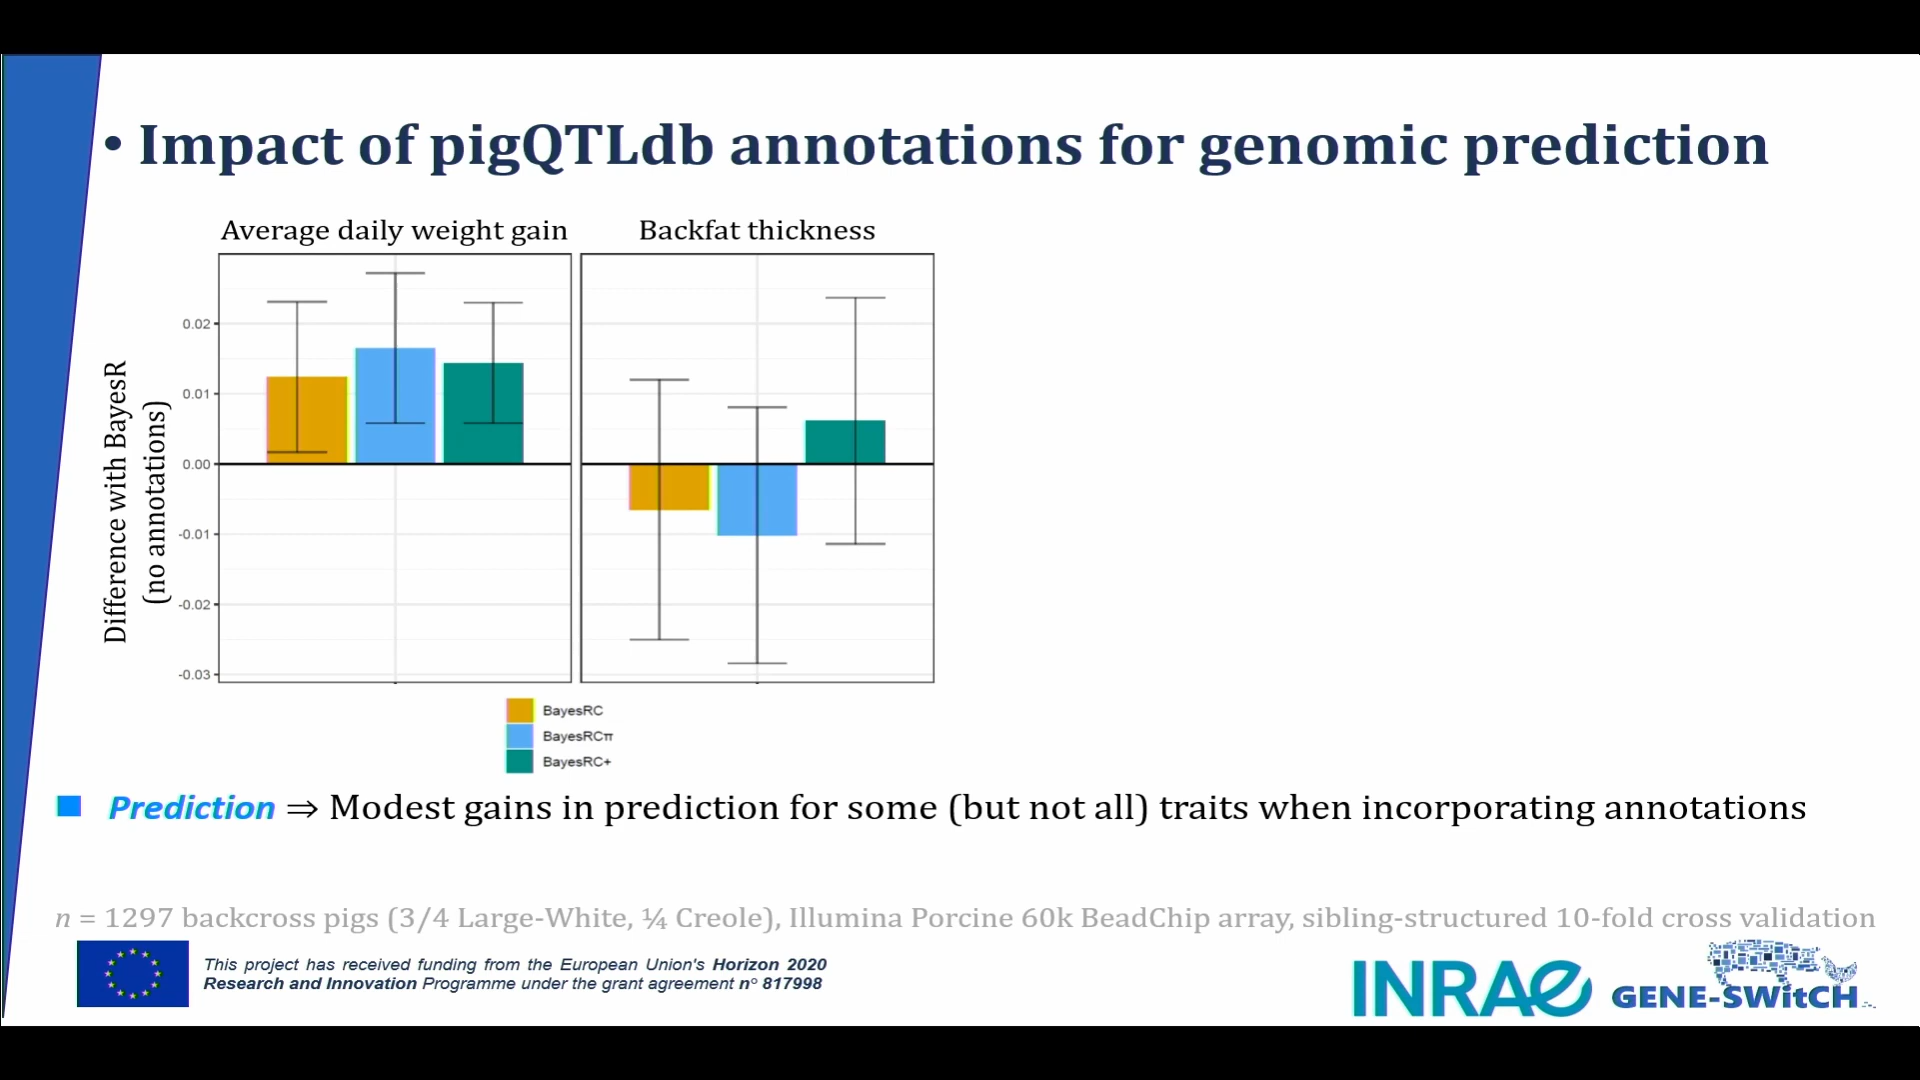 • Impact of pigQTLdb annotations for genomic prediction
Average daily weight gain
Backfat thickness
Difference with BayesR
(no annotations)
0.02
0.01
0.00
-0.01
-0.02
-0.03
BayesRC
BayesRCπ
BayesRC+
Prediction ⇒ Modest gains in prediction for some (but not all) traits when incorporating annotations
n = 1297 backcross pigs (3/4 Large-White, ¼ Creole), Illumina Porcine 60k BeadChip array, sibling-structured 10-fold cross validation
This project has received funding from the European Union's Horizon 2020
Research and Innovation Programme under the grant agreement n° 817998
INRAE
GENE-SWitCH